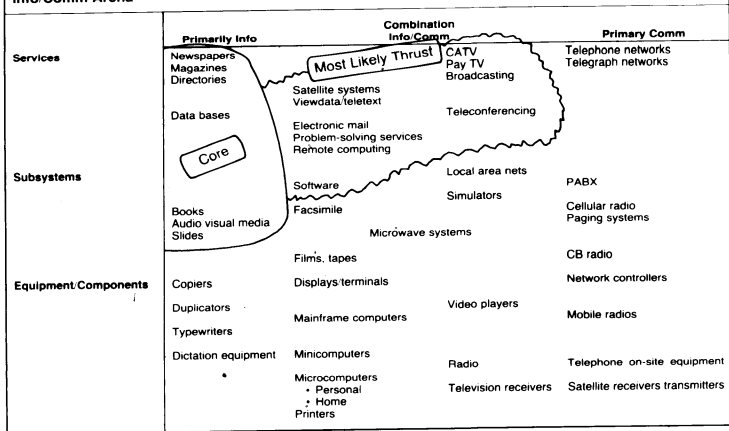 Info/Comm Arena
Combination
Primarily Info Info/Comm Primary Comm
Services
Newspapers
Magazines
Directories
Data bases
Core
Most Likely Thrust
CATV
Pay TV
Broadcasting
Satellite systems
Viewdata/teletext
Teleconferencing
Electronic mail
Problem-solving services
Remote computing
Telephone networks
Telegraph networks
Subsystems
Books
Audio visual media
Slides
Software
Facsimile
Local area nets
Simulators
Microwave systems
Films, tapes
PABX
Cellular radio
Paging systems
CB radio
Equipment/Components
Copiers
Duplicators
Typewriters
Dictation equipment
Displays/terminals
Mainframe computers
Minicomputers
Microcomputers
• Personal
• Home
Printers
Video players
Radio
Television receivers
Network controllers
Mobile radios
Telephone on-site equipment
Satellite receivers transmitters